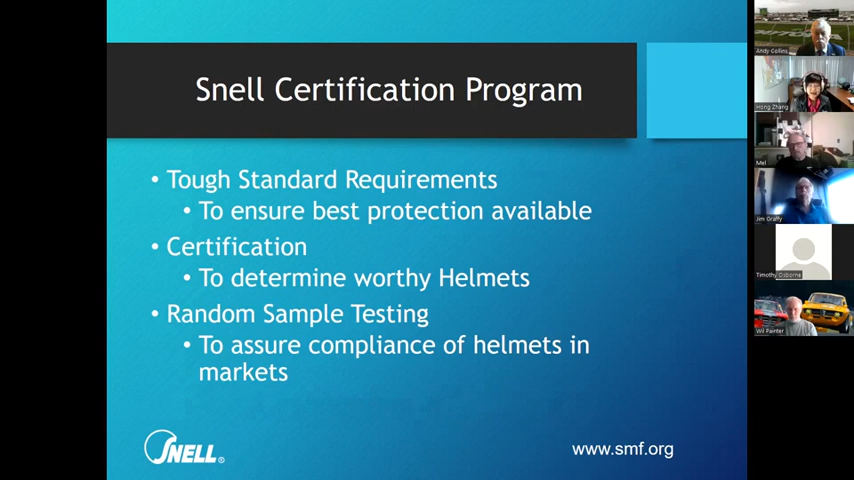 Snell Certification Program
• Tough Standard Requirements
• To ensure best protection available
• Certification
• To determine worthy Helmets
• Random Sample Testing
• To assure compliance of helmets in
markets
SNELL®
www.smf.org
Andy Collins
Hong Zhang
Mel
Jim Graffy
Timothy Osborne
Wil Painter